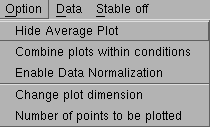 Option Data Stable off
Hide Average Plot
Combine plots within conditions
Enable Data Normalization
Change plot dimension
Number of points to be plotted